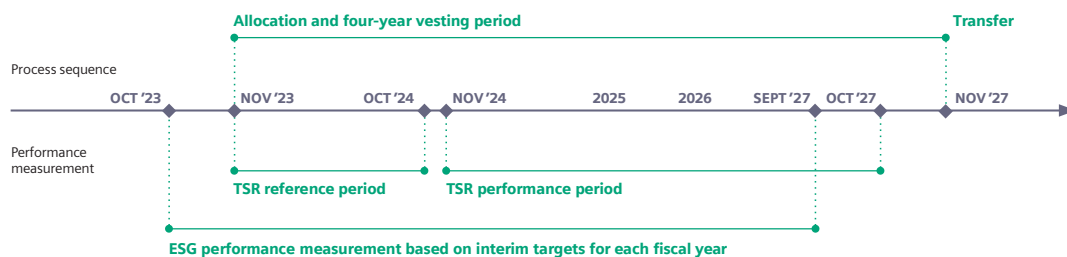 Allocation and four-year vesting period
Transfer
Process sequence
OCT ’23
NOV ’23
OCT ’24
NOV ’24
2025
2026
SEPT ’27
OCT ’27
NOV ’27
Performance
measurement
TSR reference period
TSR performance period
ESG performance measurement based on interim targets for each fiscal year